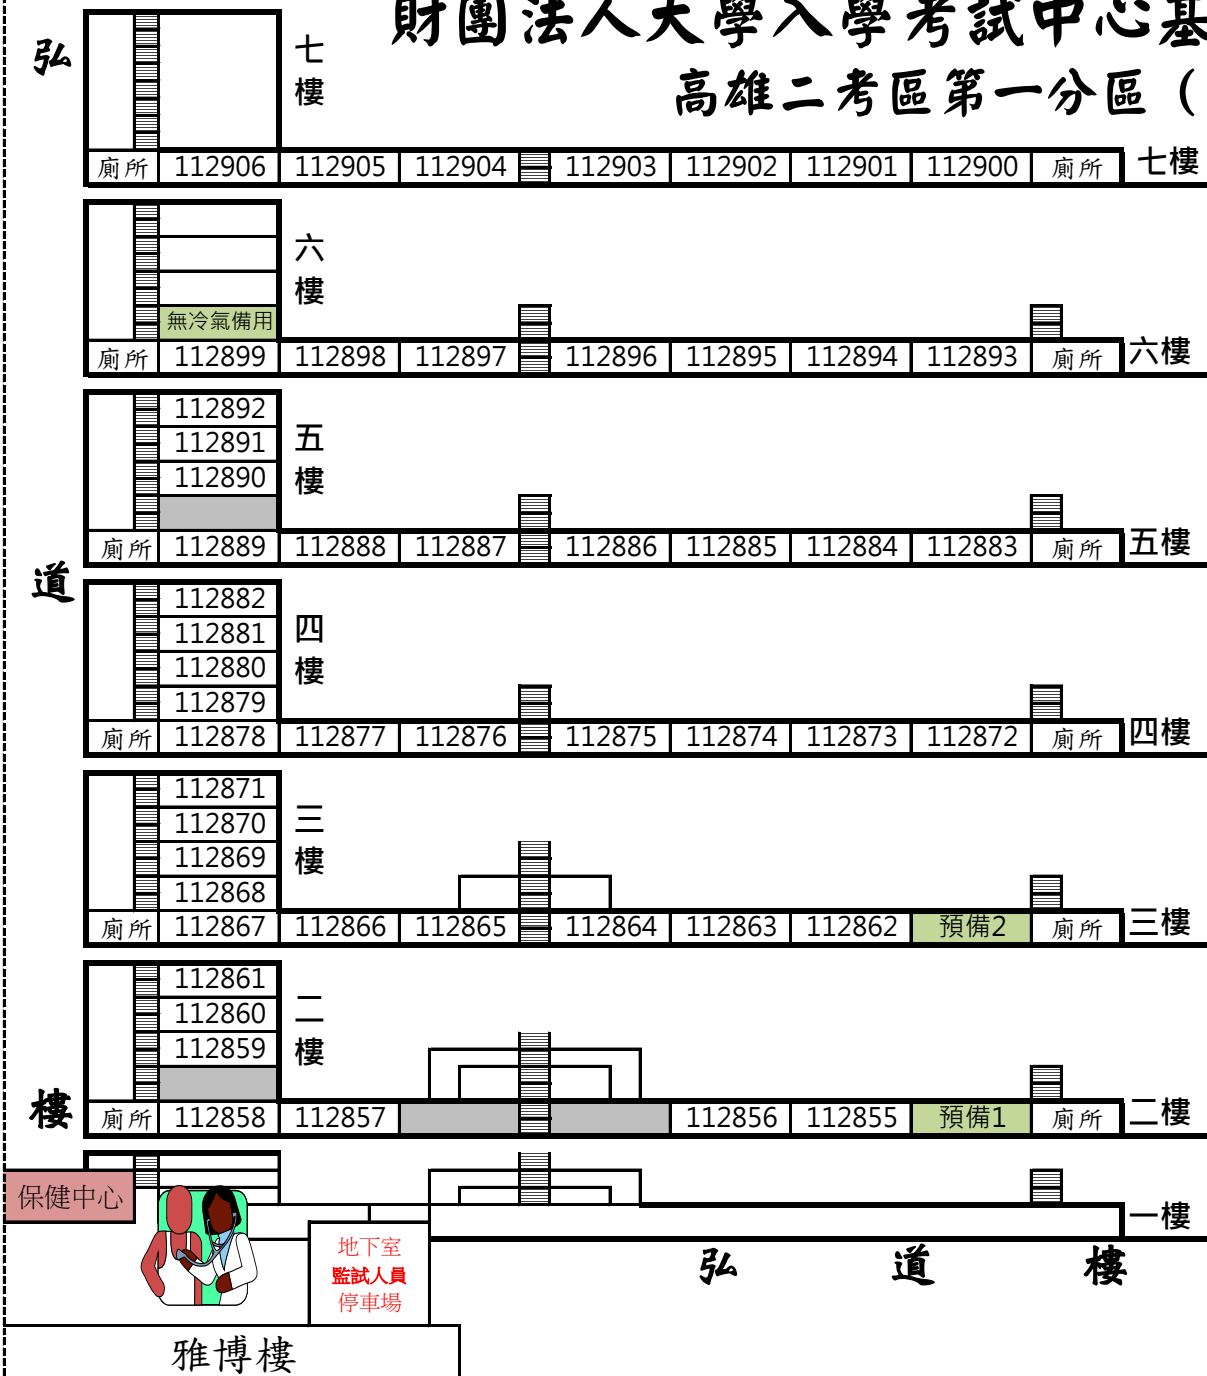 財團法人大學入學考試中心基
高雄二考區第一分區（
弘
道
樓
七樓
廁所 112906 112905 112904 112903 112902 112901 112900 廁所 七樓
六樓
無冷氣備用
廁所 112899 112898 112897 112896 112895 112894 112893 廁所 六樓
五樓
112892
112891
112890
廁所 112889 112888 112887 112886 112885 112884 112883 廁所 五樓
四樓
112882
112881
112880
112879
廁所 112878 112877 112876 112875 112874 112873 112872 廁所 四樓
三樓
112871
112870
112869
112868
廁所 112867 112866 112865 112864 112863 112862 預備2 廁所 三樓
二樓
112861
112860
112859
廁所 112858 112857 112856 112855 預備1 廁所 二樓
保健中心
一樓
地下室
監試人員
停車場
弘 道 樓
雅博樓